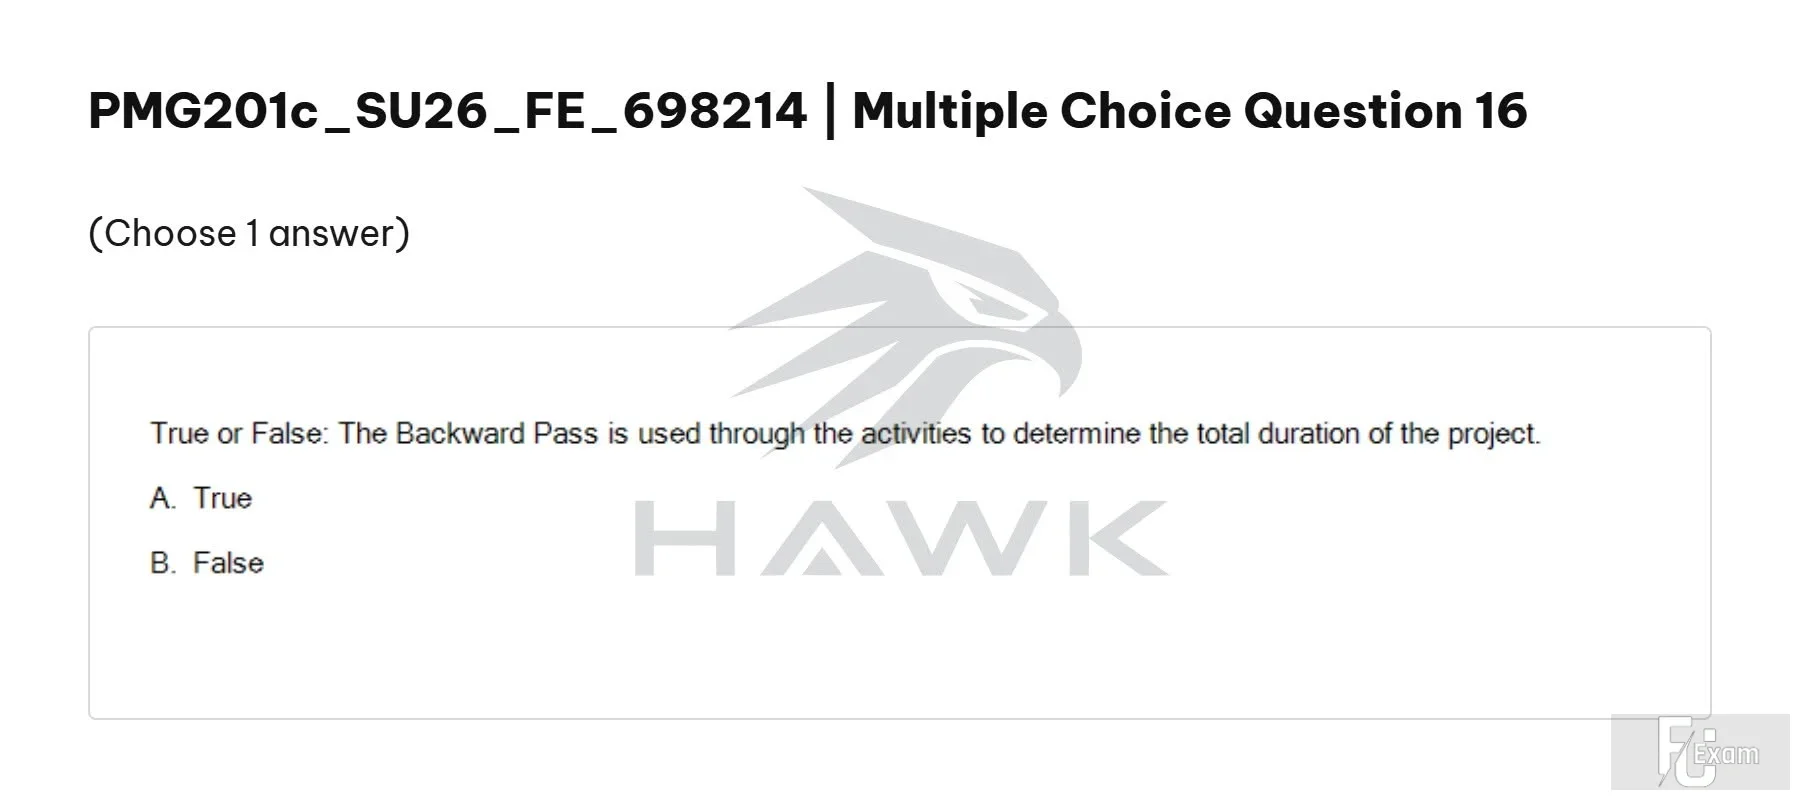 PMG201c_SU26_FE_698214 | Multiple Choice Question 16
(Choose 1 answer)
True or False: The Backward Pass is used through the activities to determine the total duration of the project.
A. True
B. False
HAWK
FC Exam